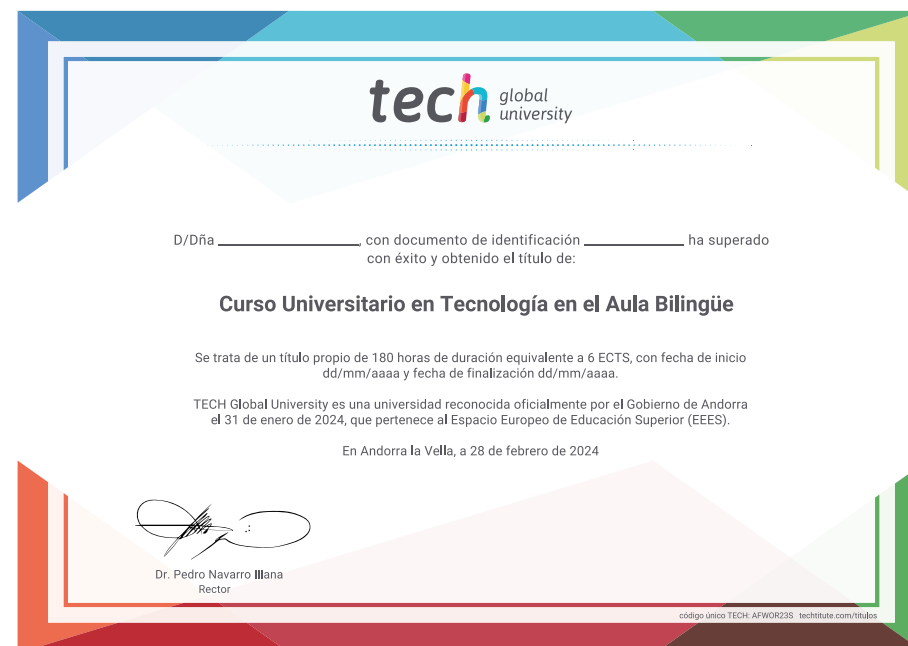 tech global university
D/Dña ____________________, con documento de identificación ______________ ha superado
con éxito y obtenido el título de:
Curso Universitario en Tecnología en el Aula Bilingüe
Se trata de un título propio de 180 horas de duración equivalente a 6 ECTS, con fecha de inicio
dd/mm/aaaa y fecha de finalización dd/mm/aaaa.
TECH Global University es una universidad reconocida oficialmente por el Gobierno de Andorra
el 31 de enero de 2024, que pertenece al Espacio Europeo de Educación Superior (EEES).
En Andorra la Vella, a 28 de febrero de 2024
Dr. Pedro Navarro Illana
Rector
código único TECH: AFWOR23S techtitute.com/titulos